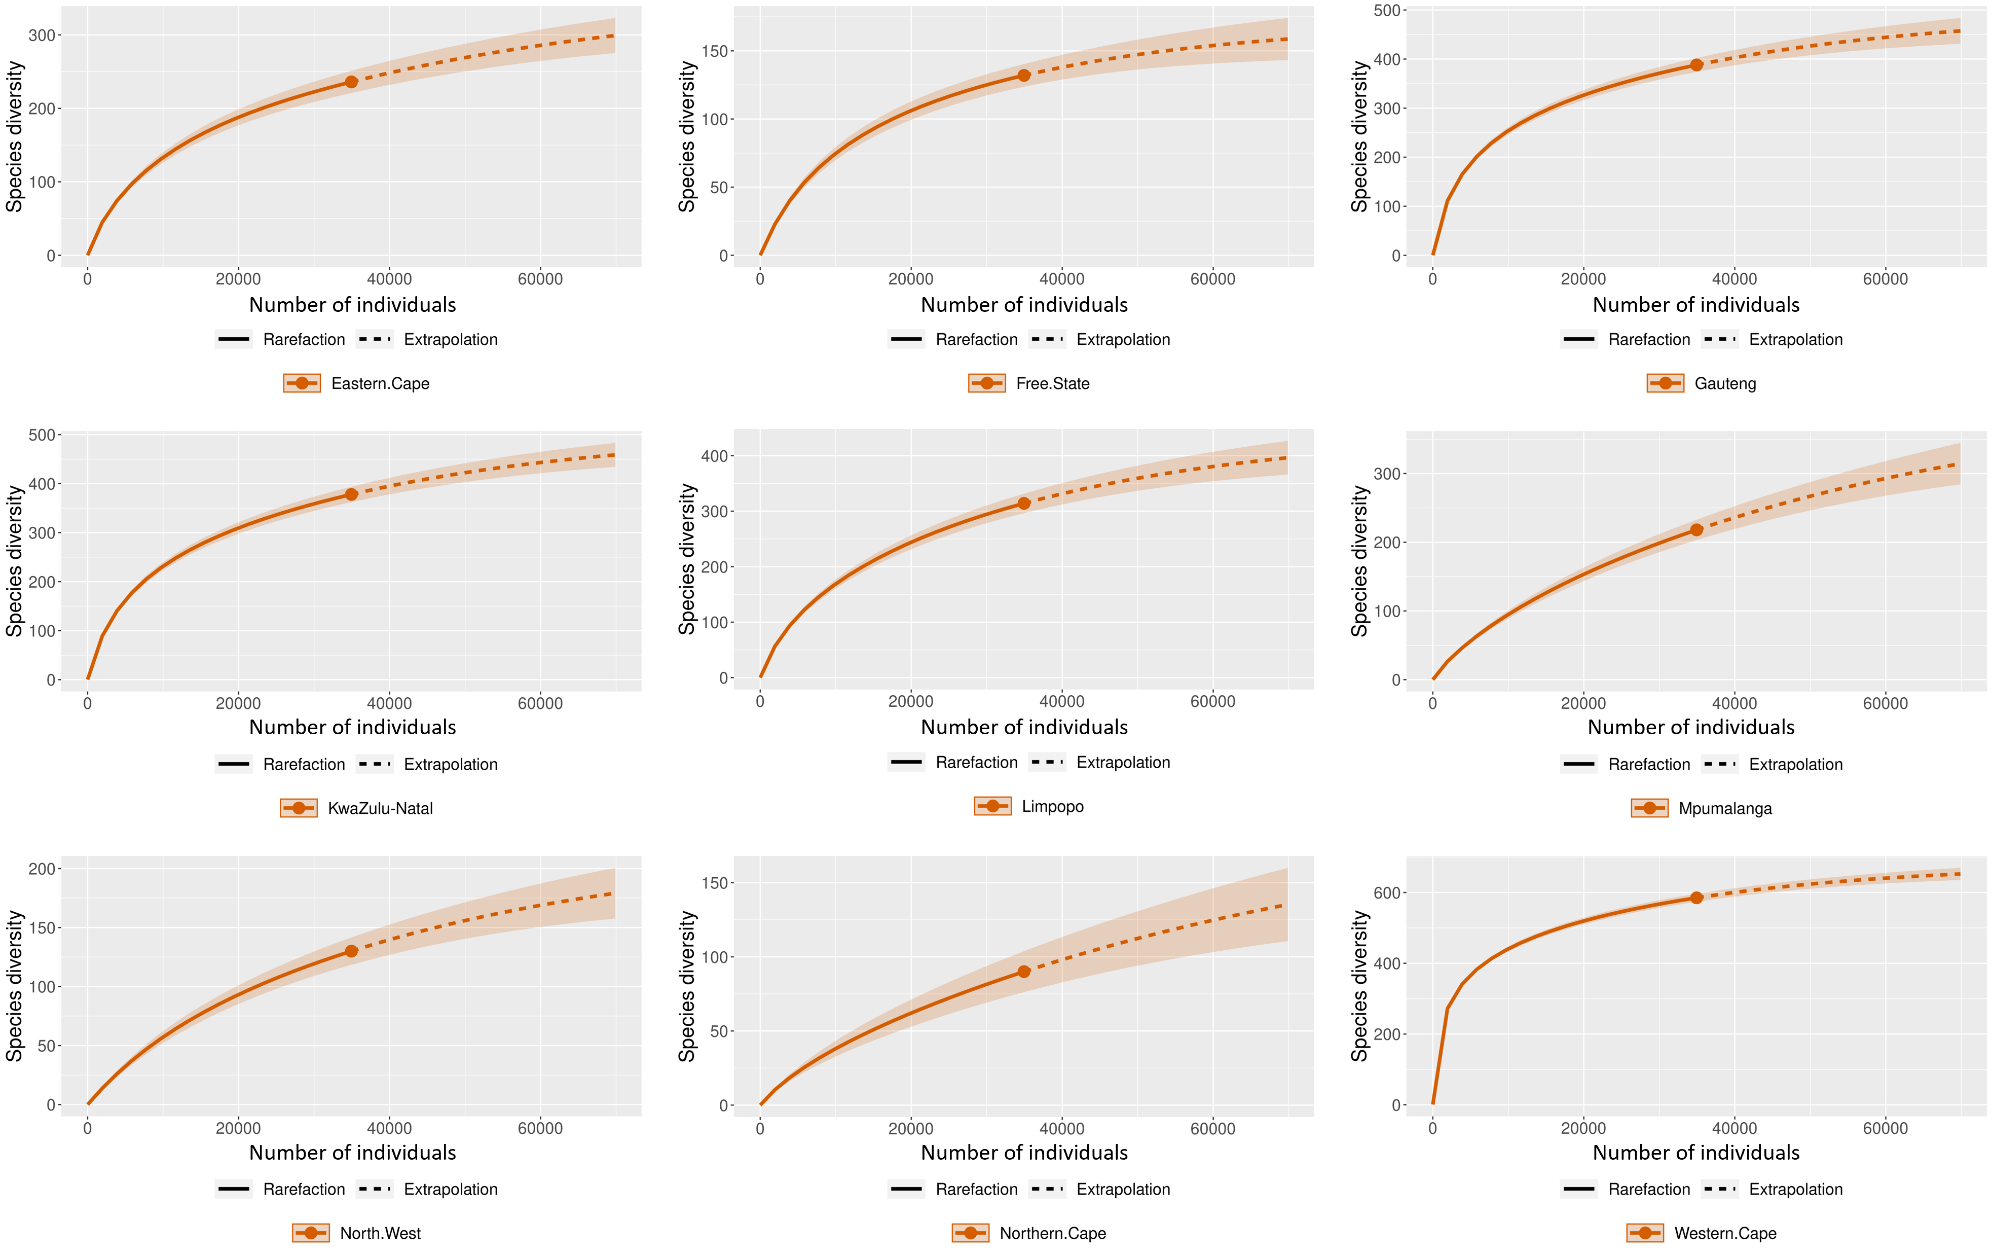 300
200
100
0
Species diversity
0 20000 40000 60000
Number of individuals
Rarefaction Extrapolation
Eastern.Cape
150
100
50
0
Species diversity
0 20000 40000 60000
Number of individuals
Rarefaction Extrapolation
Free.State
500
400
300
200
100
0
Species diversity
0 20000 40000 60000
Number of individuals
Rarefaction Extrapolation
Gauteng
500
400
300
200
100
0
Species diversity
0 20000 40000 60000
Number of individuals
Rarefaction Extrapolation
KwaZulu-Natal
400
300
200
100
0
Species diversity
0 20000 40000 60000
Number of individuals
Rarefaction Extrapolation
Limpopo
300
200
100
0
Species diversity
0 20000 40000 60000
Number of individuals
Rarefaction Extrapolation
Mpumalanga
200
150
100
50
0
Species diversity
0 20000 40000 60000
Number of individuals
Rarefaction Extrapolation
North.West
150
100
50
0
Species diversity
0 20000 40000 60000
Number of individuals
Rarefaction Extrapolation
Northern.Cape
600
400
200
0
Species diversity
0 20000 40000 60000
Number of individuals
Rarefaction Extrapolation
Western.Cape